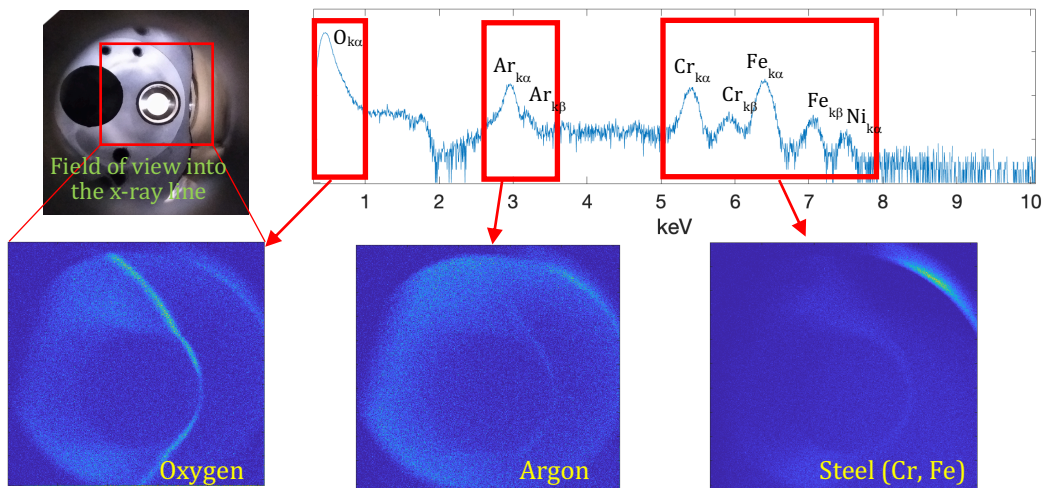 O kα
Ar kα
Ar kβ
Cr kα
Cr kβ
Fe kα
Fe kβ
Ni kα
Field of view into
the x-ray line
1 2 3 4 5 6 7 8 9 10
keV
Oxygen
Argon
Steel (Cr, Fe)